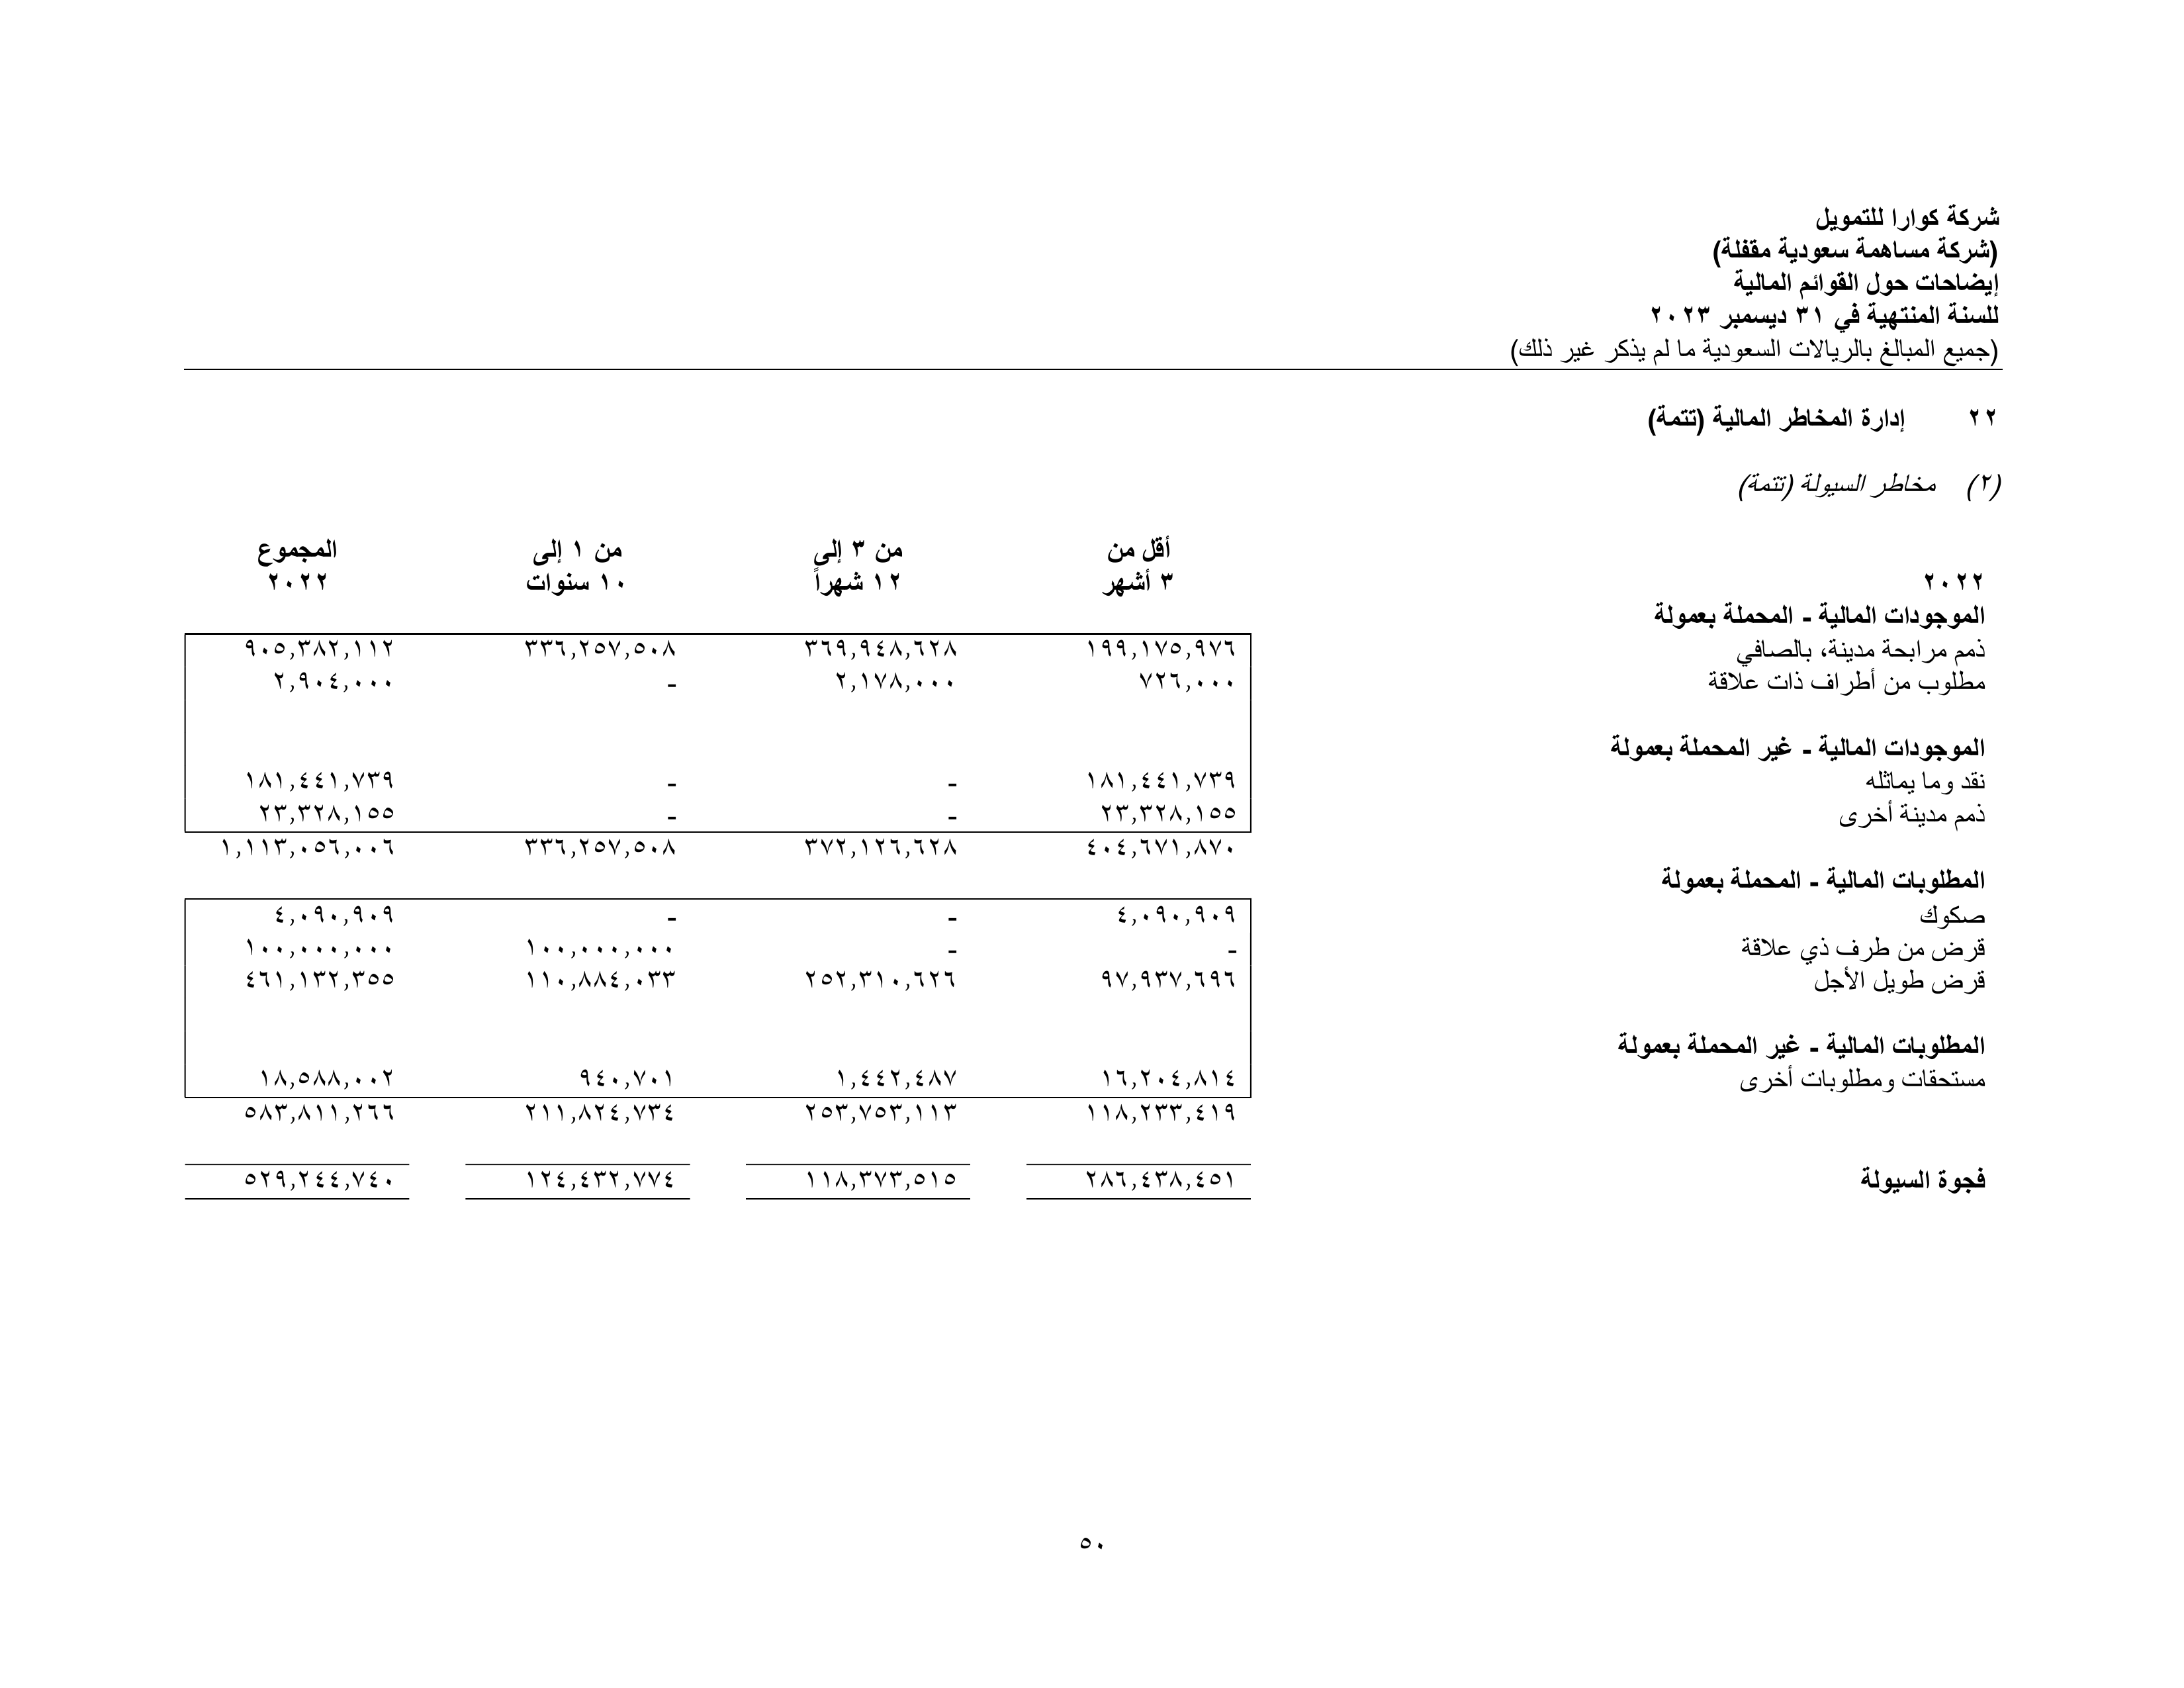 شركة كوارا للتمويل
(شركة مساهمة سعودية مقفلة)
إيضاحات حول القوائم المالية
للسنة المنتهية في ٣١ ديسمبر ٢٠٢٣
(جميع المبالغ بالريالات السعودية ما لم يذكر غير ذلك)
٢٢ إدارة المخاطر المالية (تتمة)
(٢) مخاطر السيولة (تتمة)
أقل من من ٣ إلى من ١ إلى المجموع
٢٠٢٢ ٣ أشهر ١٢ شهراً ١٠ سنوات ٢٠٢٢
الموجودات المالية - المحملة بعمولة
ذمم مرابحة مدينة، بالصافي ١٩٩,١٧٥,٩٧٦ ٣٦٩,٩٤٨,٦٢٨ ٣٣٦,٢٥٧,٥٠٨ ٩٠٥,٣٨٢,١١٢
مطلوب من أطراف ذات علاقة ٧٢٦,٠٠٠ ٢,١٧٨,٠٠٠ - ٢,٩٠٤,٠٠٠
الموجودات المالية - غير المحملة بعمولة
نقد وما يماثله ١٨١,٤٤١,٧٣٩ - - ١٨١,٤٤١,٧٣٩
ذمم مدينة أخرى ٢٣,٣٢٨,١٥٥ - - ٢٣,٣٢٨,١٥٥
٤٠٤,٦٧١,٨٧٠ ٣٧٢,١٢٦,٦٢٨ ٣٣٦,٢٥٧,٥٠٨ ١,١١٣,٠٥٦,٠٠٦
المطلوبات المالية - المحملة بعمولة
صكوك ٤,٠٩٠,٩٠٩ - - ٤,٠٩٠,٩٠٩
قرض من طرف ذي علاقة - - ١٠٠,٠٠٠,٠٠٠ ١٠٠,٠٠٠,٠٠٠
قرض طويل الأجل ٩٧,٩٣٧,٦٩٦ ٢٥٢,٣١٠,٦٢٦ ١١٠,٨٨٤,٠٣٣ ٤٦١,١٣٢,٣٥٥
المطلوبات المالية - غير المحملة بعمولة
مستحقات ومطلوبات أخرى ١٦,٢٠٤,٨١٤ ١,٤٤٢,٤٨٧ ٩٤٠,٧٠١ ١٨,٥٨٨,٠٠٢
١١٨,٢٣٣,٤١٩ ٢٥٣,٧٥٣,١١٣ ٢١١,٨٢٤,٧٣٤ ٥٨٣,٨١١,٢٦٦
فجوة السيولة ٢٨٦,٤٣٨,٤٥١ ١١٨,٣٧٣,٥١٥ ١٢٤,٤٣٢,٧٧٤ ٥٢٩,٢٤٤,٧٤٠
٥٠